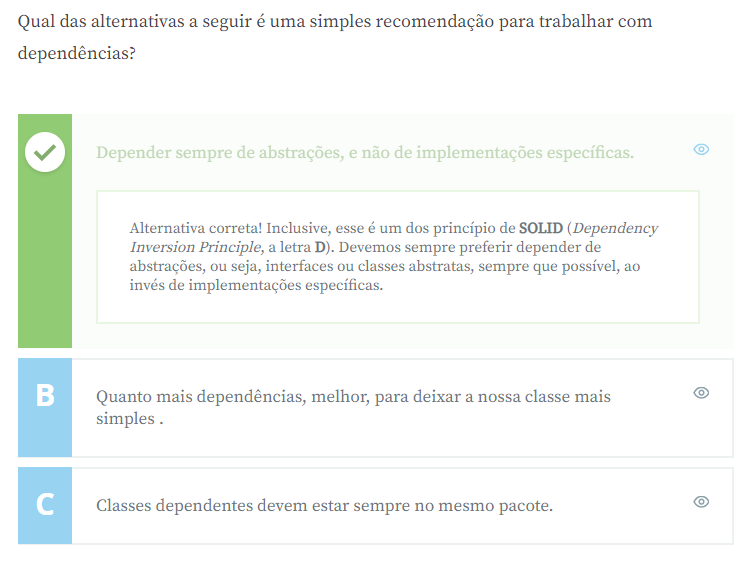 Qual das alternativas a seguir é uma simples recomendação para trabalhar com
dependências?
Depender sempre de abstrações, e não de implementações específicas.
Alternativa correta! Inclusive, esse é um dos princípio de SOLID (Dependency
Inversion Principle, a letra D). Devemos sempre preferir depender de
abstrações, ou seja, interfaces ou classes abstratas, sempre que possível, ao
invés de implementações específicas.
B
Quanto mais dependências, melhor, para deixar a nossa classe mais
simples .
C
Classes dependentes devem estar sempre no mesmo pacote.